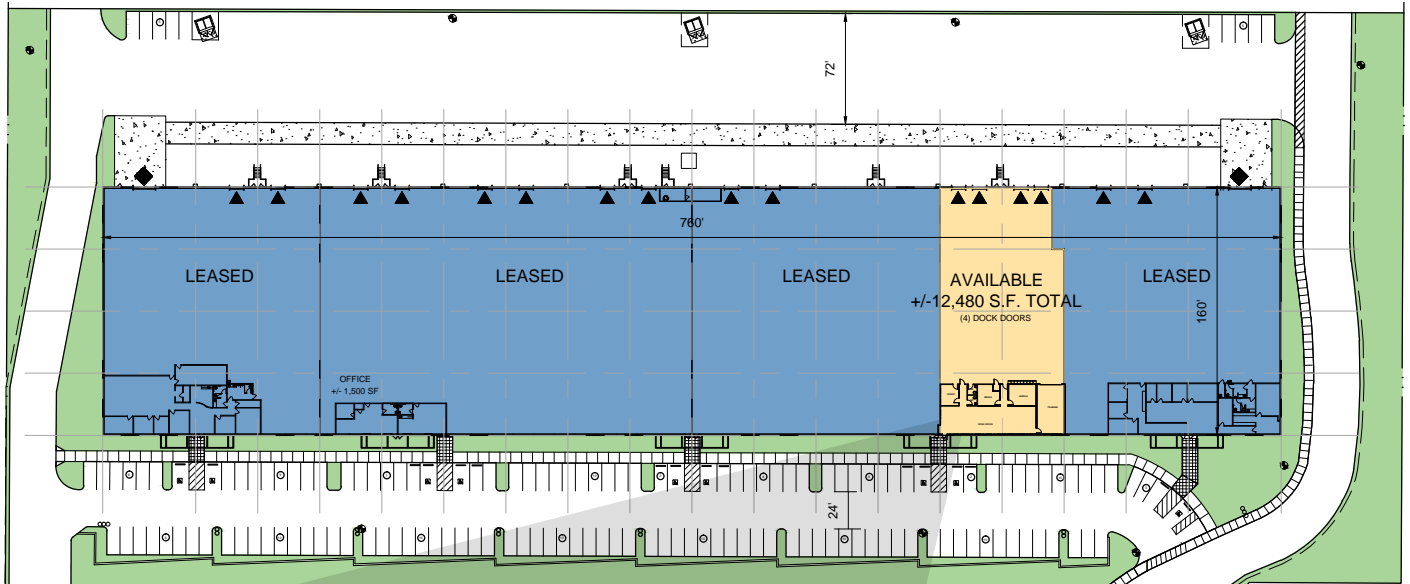 72'
760'
LEASED
LEASED
LEASED
AVAILABLE
+/-12,480 S.F. TOTAL
(4) DOCK DOORS
LEASED
160'
OFFICE
+/- 1,500 SF
24'